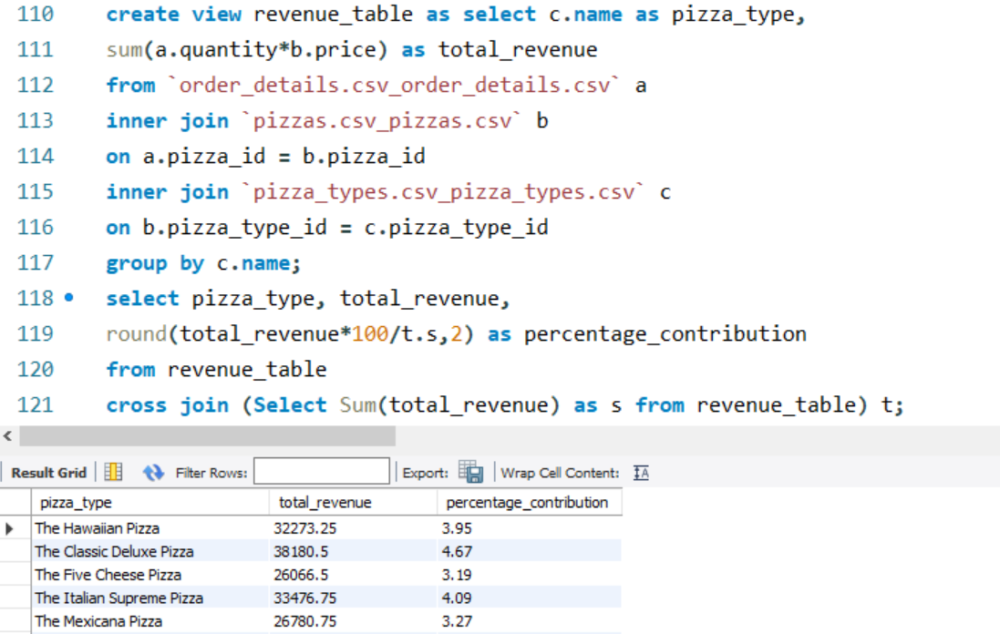 110 create view revenue_table as select c.name as pizza_type,
111 sum(a.quantity*b.price) as total_revenue
112 from `order_details.csv_order_details.csv` a
113 inner join `pizzas.csv_pizzas.csv` b
114 on a.pizza_id = b.pizza_id
115 inner join `pizza_types.csv_pizza_types.csv` c
116 on b.pizza_type_id = c.pizza_type_id
117 group by c.name;
118 select pizza_type, total_revenue,
119 round(total_revenue*100/t.s,2) as percentage_contribution
120 from revenue_table
121 cross join (Select Sum(total_revenue) as s from revenue_table) t;
Result Grid Filter Rows: Export: Wrap Cell Content:
pizza_type total_revenue percentage_contribution
The Hawaiian Pizza 32273.25 3.95
The Classic Deluxe Pizza 38180.5 4.67
The Five Cheese Pizza 26066.5 3.19
The Italian Supreme Pizza 33476.75 4.09
The Mexicana Pizza 26780.75 3.27